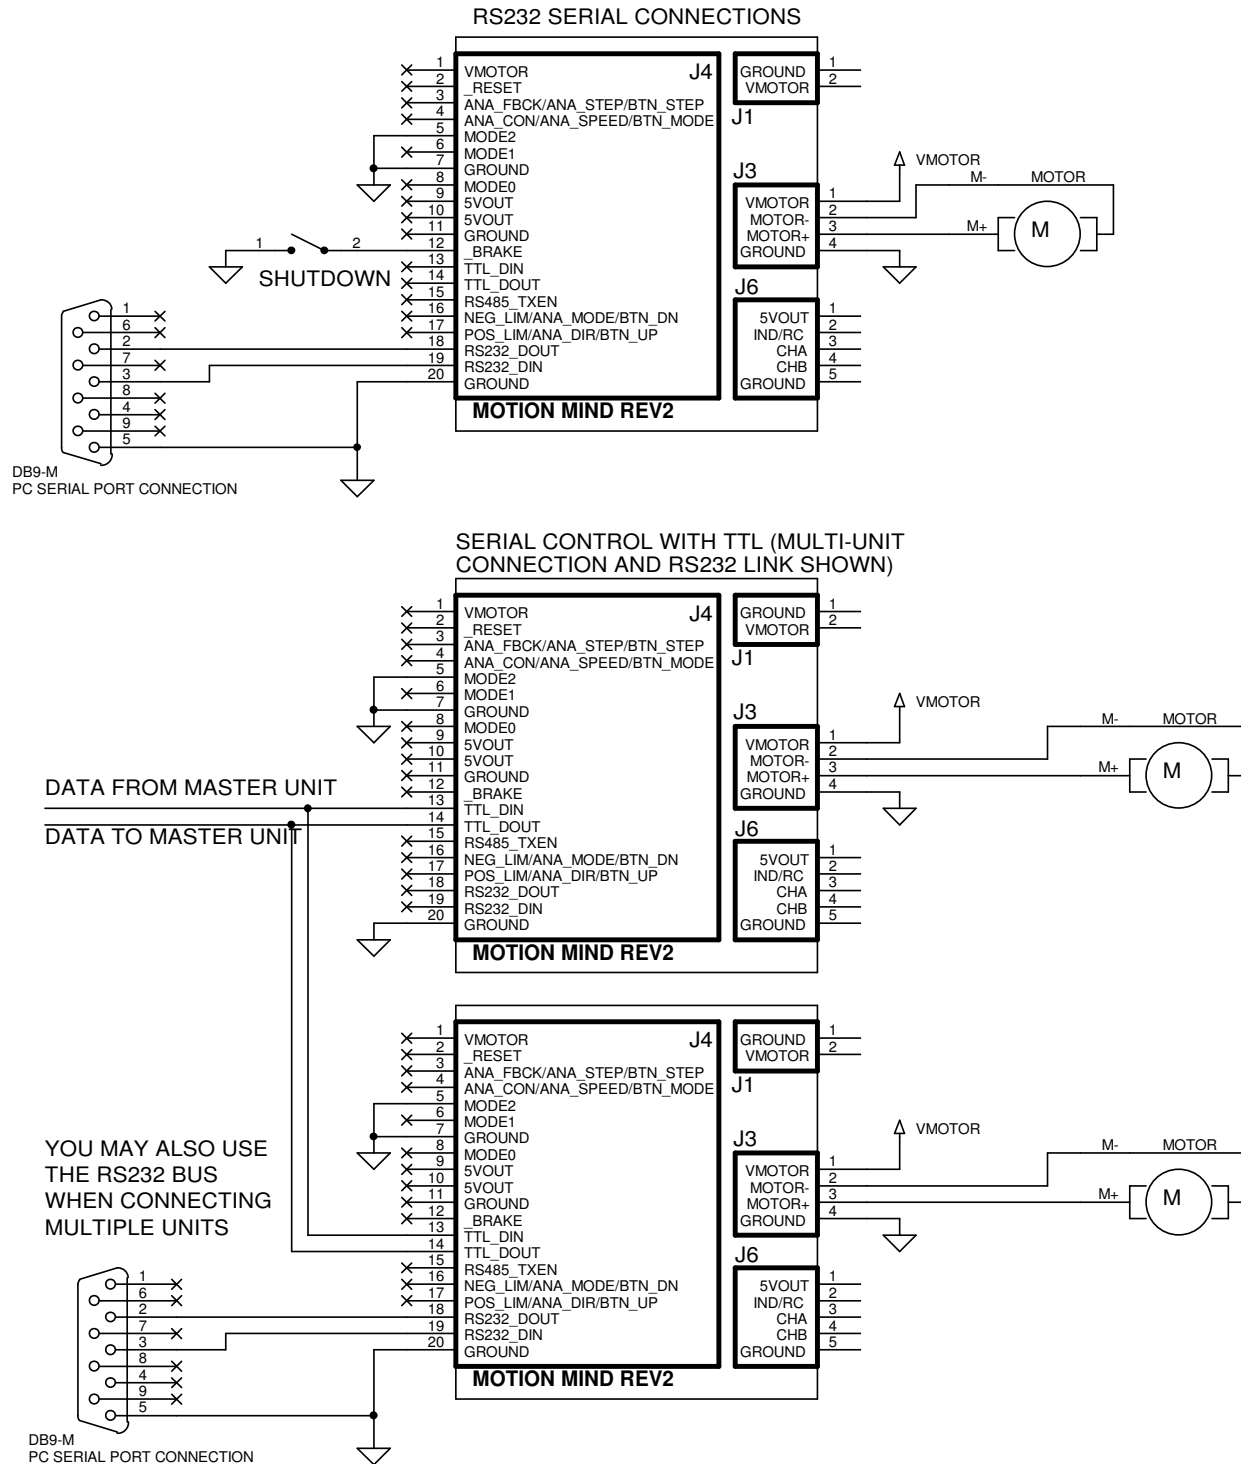 RS232 SERIAL CONNECTIONS
1 VMOTOR
2 _RESET
3 ANA_FBCK/ANA_STEP/BTN_STEP
4 ANA_CON/ANA_SPEED/BTN_MODE
5 MODE2
6 MODE1
7 GROUND
8 MODE0
9 5VOUT
10 5VOUT
11 GROUND
12 _BRAKE
13 TTL_DIN
14 TTL_DOUT
15 RS485_TXEN
16 NEG_LIM/ANA_MODE/BTN_DN
17 POS_LIM/ANA_DIR/BTN_UP
18 RS232_DOUT
19 RS232_DIN
20 GROUND
J4
GROUND 1
VMOTOR 2
J1
J3
VMOTOR 1
MOTOR- 2
MOTOR+ 3
GROUND 4
VMOTOR
M- MOTOR
M+ M
J6
5VOUT 1
IND/RC 2
CHA 3
CHB 4
GROUND 5
MOTION MIND REV2
1 2
SHUTDOWN
1
6
2
7
3
8
4
9
5
DB9-M
PC SERIAL PORT CONNECTION
SERIAL CONTROL WITH TTL (MULTI-UNIT
CONNECTION AND RS232 LINK SHOWN)
1 VMOTOR
2 _RESET
3 ANA_FBCK/ANA_STEP/BTN_STEP
4 ANA_CON/ANA_SPEED/BTN_MODE
5 MODE2
6 MODE1
7 GROUND
8 MODE0
9 5VOUT
10 5VOUT
11 GROUND
12 _BRAKE
13 TTL_DIN
14 TTL_DOUT
15 RS485_TXEN
16 NEG_LIM/ANA_MODE/BTN_DN
17 POS_LIM/ANA_DIR/BTN_UP
18 RS232_DOUT
19 RS232_DIN
20 GROUND
J4
GROUND 1
VMOTOR 2
J1
J3
VMOTOR 1
MOTOR- 2
MOTOR+ 3
GROUND 4
VMOTOR
M- MOTOR
M+ M
J6
5VOUT 1
IND/RC 2
CHA 3
CHB 4
GROUND 5
MOTION MIND REV2
DATA FROM MASTER UNIT
DATA TO MASTER UNIT
1 VMOTOR
2 _RESET
3 ANA_FBCK/ANA_STEP/BTN_STEP
4 ANA_CON/ANA_SPEED/BTN_MODE
5 MODE2
6 MODE1
7 GROUND
8 MODE0
9 5VOUT
10 5VOUT
11 GROUND
12 _BRAKE
13 TTL_DIN
14 TTL_DOUT
15 RS485_TXEN
16 NEG_LIM/ANA_MODE/BTN_DN
17 POS_LIM/ANA_DIR/BTN_UP
18 RS232_DOUT
19 RS232_DIN
20 GROUND
J4
GROUND 1
VMOTOR 2
J1
J3
VMOTOR 1
MOTOR- 2
MOTOR+ 3
GROUND 4
VMOTOR
M- MOTOR
M+ M
J6
5VOUT 1
IND/RC 2
CHA 3
CHB 4
GROUND 5
MOTION MIND REV2
YOU MAY ALSO USE
THE RS232 BUS
WHEN CONNECTING
MULTIPLE UNITS
1
6
2
7
3
8
4
9
5
DB9-M
PC SERIAL PORT CONNECTION